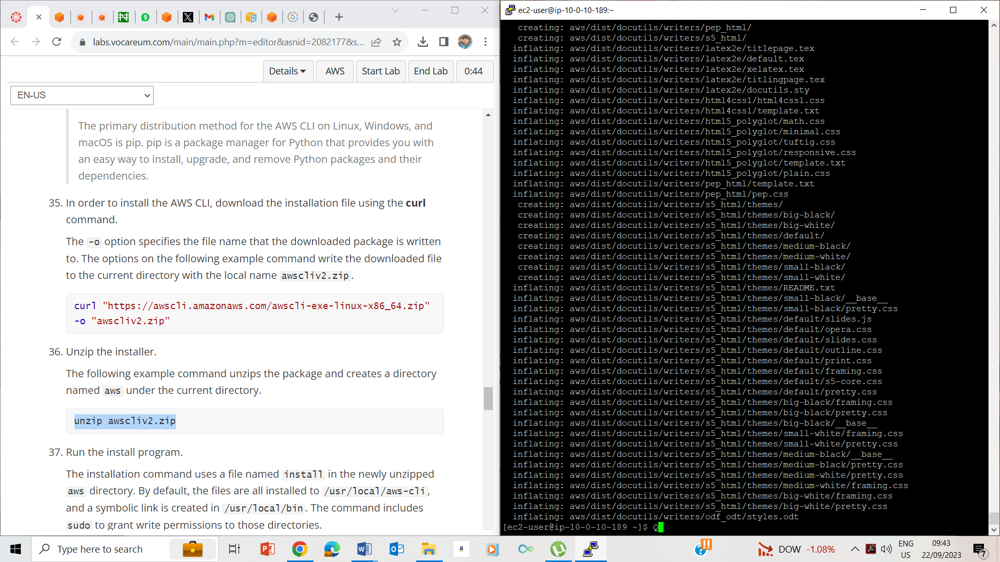 labs.vocareum.com/main/main.php?m=editor&asnid=2082177&s...
Details
AWS
Start Lab
End Lab
0:44
EN-US
The primary distribution method for the AWS CLI on Linux, Windows, and
macOS is pip. pip is a package manager for Python that provides you with
an easy way to install, upgrade, and remove Python packages and their
dependencies.
35. In order to install the AWS CLI, download the installation file using the curl
command.
The -o option specifies the file name that the downloaded package is written
to. The options on the following example command write the downloaded file
to the current directory with the local name awscliv2.zip.
curl "https://awscli.amazonaws.com/awscli-exe-linux-x86_64.zip"
-o "awscliv2.zip"
36. Unzip the installer.
The following example command unzips the package and creates a directory
named aws under the current directory.
unzip awscliv2.zip
37. Run the install program.
The installation command uses a file named install in the newly unzipped
aws directory. By default, the files are all installed to /usr/local/aws-cli,
and a symbolic link is created in /usr/local/bin. The command includes
sudo to grant write permissions to those directories.
ec2-user@ip-10-0-10-189:~
creating: aws/dist/docutils/writers/pep_html/
creating: aws/dist/docutils/writers/s5_html/
inflating: aws/dist/docutils/writers/latex2e/titlepage.tex
inflating: aws/dist/docutils/writers/latex2e/default.tex
inflating: aws/dist/docutils/writers/latex2e/xelatex.tex
inflating: aws/dist/docutils/writers/latex2e/titlingpage.tex
inflating: aws/dist/docutils/writers/latex2e/docutils.sty
inflating: aws/dist/docutils/writers/html4css1/html4css1.css
inflating: aws/dist/docutils/writers/html4css1/template.txt
inflating: aws/dist/docutils/writers/html5_polyglot/math.css
inflating: aws/dist/docutils/writers/html5_polyglot/minimal.css
inflating: aws/dist/docutils/writers/html5_polyglot/tuftig.css
inflating: aws/dist/docutils/writers/html5_polyglot/responsive.css
inflating: aws/dist/docutils/writers/html5_polyglot/template.txt
inflating: aws/dist/docutils/writers/html5_polyglot/plain.css
inflating: aws/dist/docutils/writers/pep_html/template.txt
inflating: aws/dist/docutils/writers/pep_html/pep.css
creating: aws/dist/docutils/writers/s5_html/themes/
creating: aws/dist/docutils/writers/s5_html/themes/big-black/
creating: aws/dist/docutils/writers/s5_html/themes/big-white/
creating: aws/dist/docutils/writers/s5_html/themes/default/
creating: aws/dist/docutils/writers/s5_html/themes/medium-black/
creating: aws/dist/docutils/writers/s5_html/themes/medium-white/
creating: aws/dist/docutils/writers/s5_html/themes/small-black/
creating: aws/dist/docutils/writers/s5_html/themes/small-white/
inflating: aws/dist/docutils/writers/s5_html/themes/README.txt
inflating: aws/dist/docutils/writers/s5_html/themes/small-black/__base__
inflating: aws/dist/docutils/writers/s5_html/themes/small-black/pretty.css
inflating: aws/dist/docutils/writers/s5_html/themes/default/slides.js
inflating: aws/dist/docutils/writers/s5_html/themes/default/opera.css
inflating: aws/dist/docutils/writers/s5_html/themes/default/slides.css
inflating: aws/dist/docutils/writers/s5_html/themes/default/outline.css
inflating: aws/dist/docutils/writers/s5_html/themes/default/print.css
inflating: aws/dist/docutils/writers/s5_html/themes/default/framing.css
inflating: aws/dist/docutils/writers/s5_html/themes/default/s5-core.css
inflating: aws/dist/docutils/writers/s5_html/themes/default/pretty.css
inflating: aws/dist/docutils/writers/s5_html/themes/big-black/framing.css
inflating: aws/dist/docutils/writers/s5_html/themes/big-black/pretty.css
inflating: aws/dist/docutils/writers/s5_html/themes/big-black/__base__
inflating: aws/dist/docutils/writers/s5_html/themes/small-white/framing.css
inflating: aws/dist/docutils/writers/s5_html/themes/small-white/pretty.css
inflating: aws/dist/docutils/writers/s5_html/themes/medium-black/__base__
inflating: aws/dist/docutils/writers/s5_html/themes/medium-black/pretty.css
inflating: aws/dist/docutils/writers/s5_html/themes/medium-white/pretty.css
inflating: aws/dist/docutils/writers/s5_html/themes/medium-white/framing.css
inflating: aws/dist/docutils/writers/s5_html/themes/big-white/framing.css
inflating: aws/dist/docutils/writers/s5_html/themes/big-white/pretty.css
inflating: aws/dist/docutils/writers/odf_odt/styles.odt
[ec2-user@ip-10-0-10-189 ~]$ Q
Type here to search
DOW -1.08%
ENG
US
09:43
22/09/2023
7